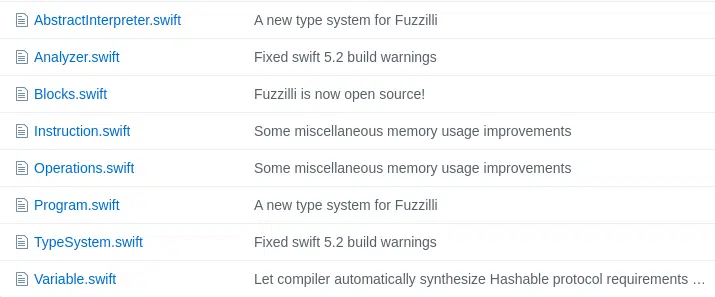 AbstractInterpreter.swift A new type system for Fuzzilli
Analyzer.swift Fixed swift 5.2 build warnings
Blocks.swift Fuzzilli is now open source!
Instruction.swift Some miscellaneous memory usage improvements
Operations.swift Some miscellaneous memory usage improvements
Program.swift A new type system for Fuzzilli
TypeSystem.swift Fixed swift 5.2 build warnings
Variable.swift Let compiler automatically synthesize Hashable protocol requirements …